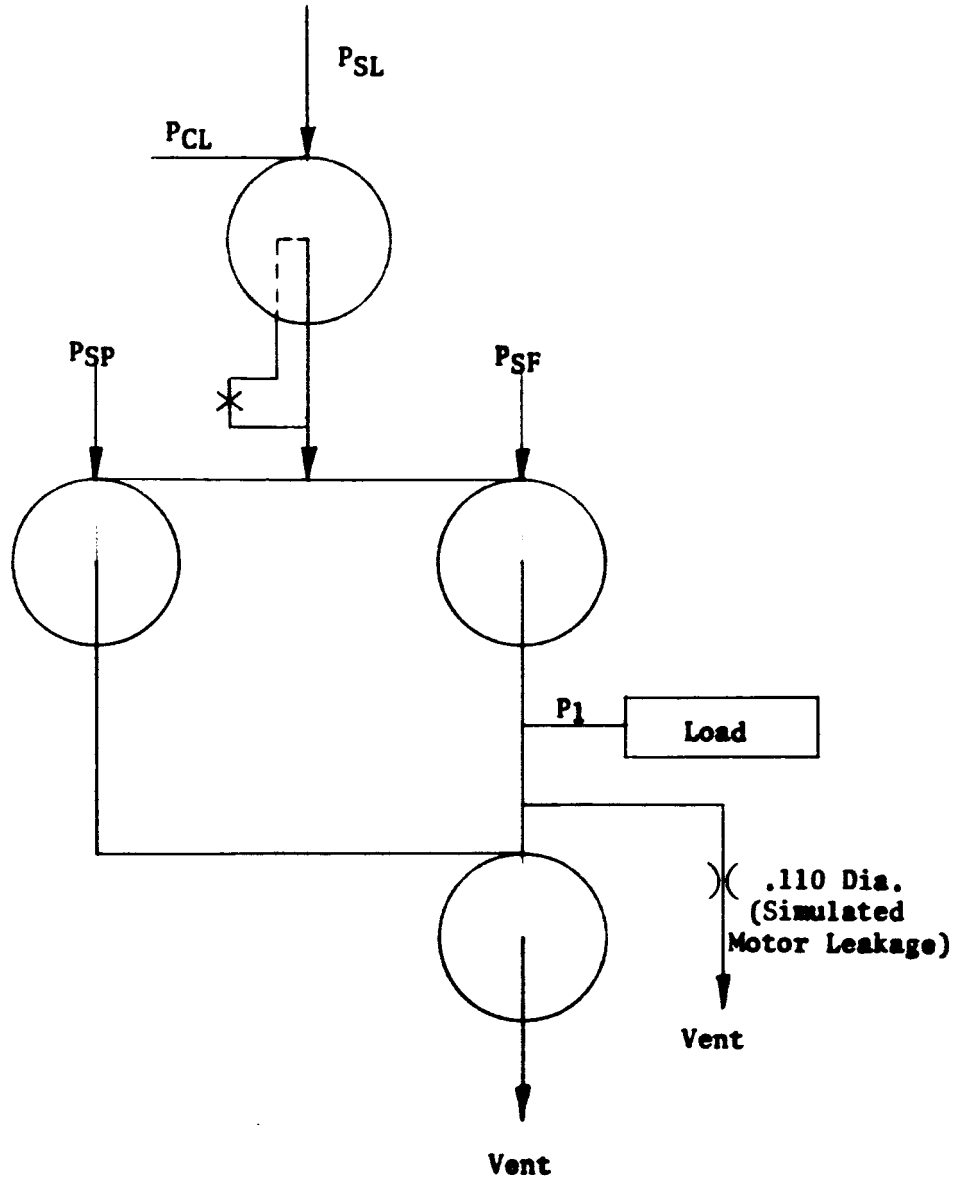 PSL
PCL
PSP
PSF
P1
Load
.110 Dia.
(Simulated
Motor Leakage)
Vent
Vent